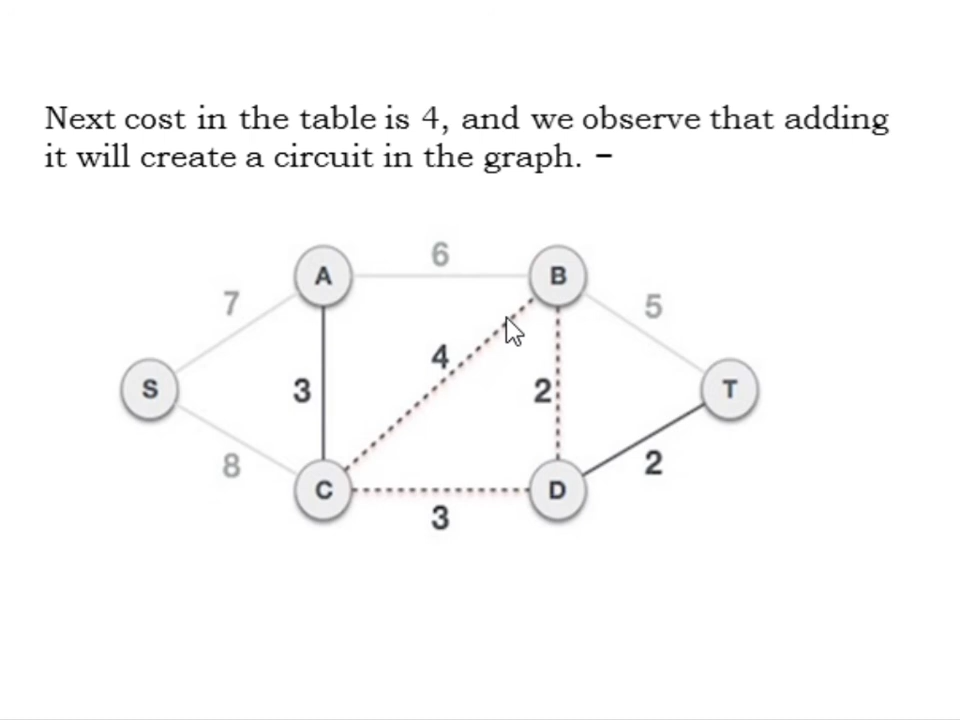 Next cost in the table is 4, and we observe that adding
it will create a circuit in the graph. –
6
A
B
7
5
4
S
3
2
T
8
2
C
D
3